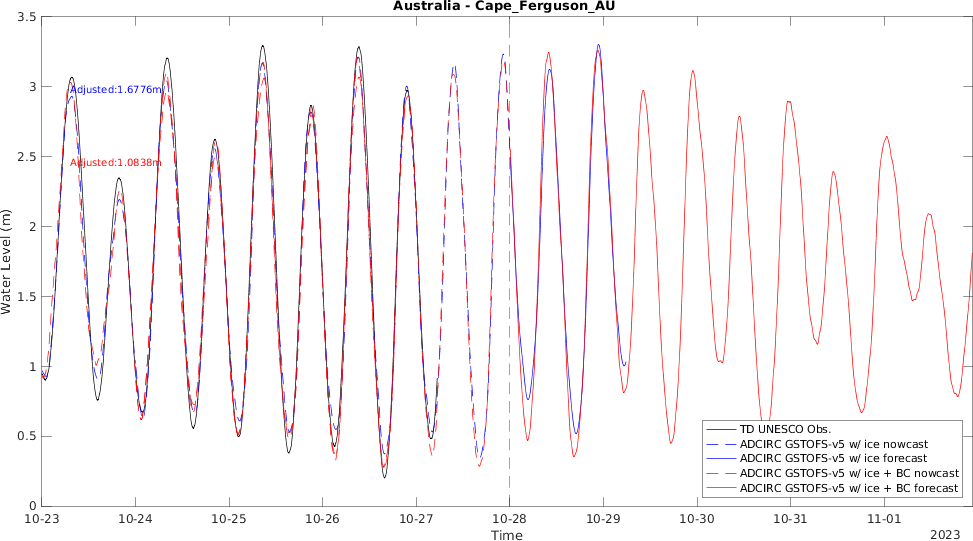 Australia - Cape_Ferguson_AU
3.5
3
2.5
2
1.5
1
0.5
0
Water Level (m)
Adjusted:1.6776m
Adjusted:1.0838m
TD UNESCO Obs.
ADCIRC GSTOFS-v5 w/ ice nowcast
ADCIRC GSTOFS-v5 w/ ice forecast
ADCIRC GSTOFS-v5 w/ ice + BC nowcast
ADCIRC GSTOFS-v5 w/ ice + BC forecast
10-23 10-24 10-25 10-26 10-27 10-28 10-29 10-30 10-31 11-01
Time
2023